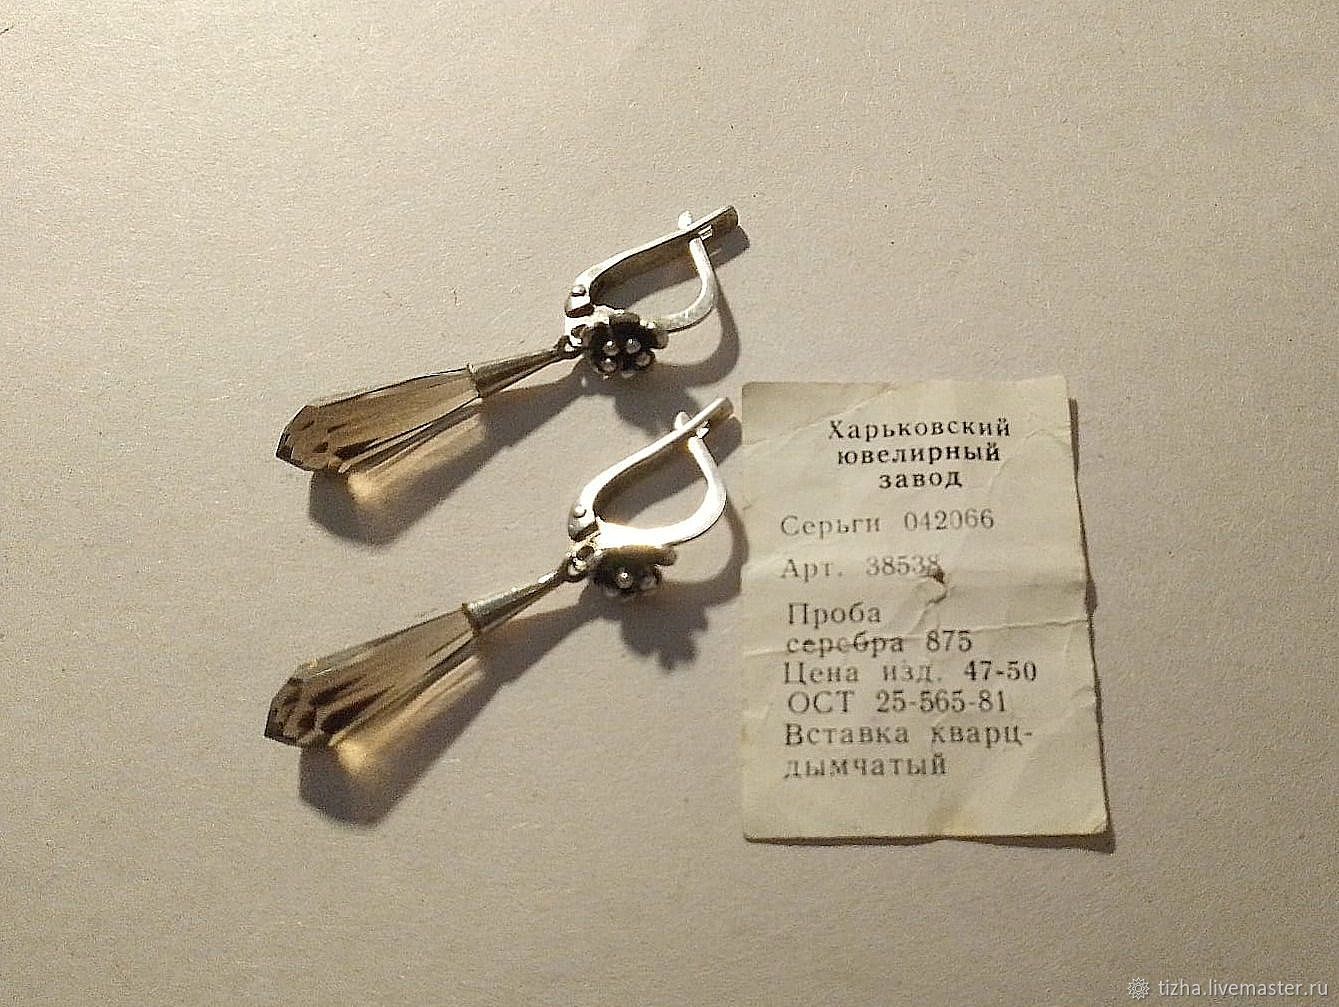 Харьковский
ювелирный
завод
Серьги 042066
Арт. 38538
Проба
серебра 875
Цена изд. 47-50
ОСТ 25-565-81
Вставка кварц-
дымчатый
tizha.livemaster.ru